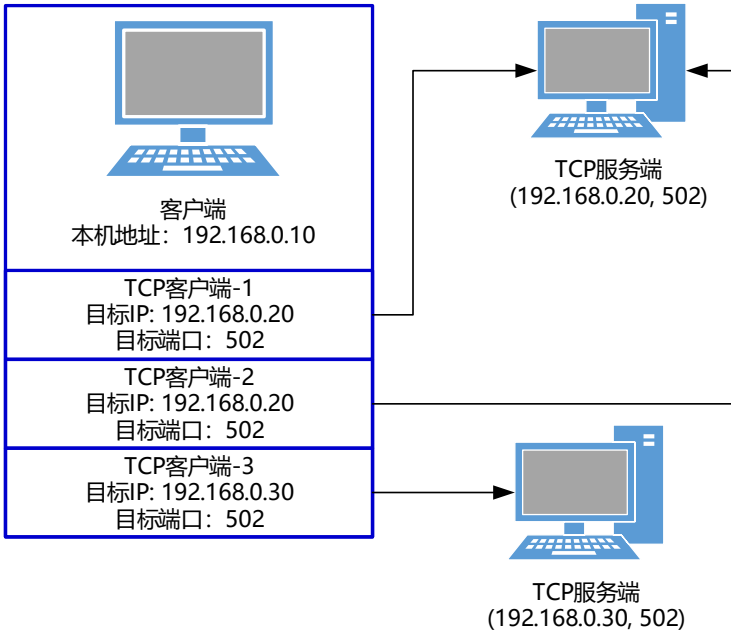 客户端
本机地址：192.168.0.10
TCP客户端-1
目标IP: 192.168.0.20
目标端口：502
TCP客户端-2
目标IP: 192.168.0.20
目标端口：502
TCP客户端-3
目标IP: 192.168.0.30
目标端口：502
TCP服务端
(192.168.0.20, 502)
TCP服务端
(192.168.0.30, 502)